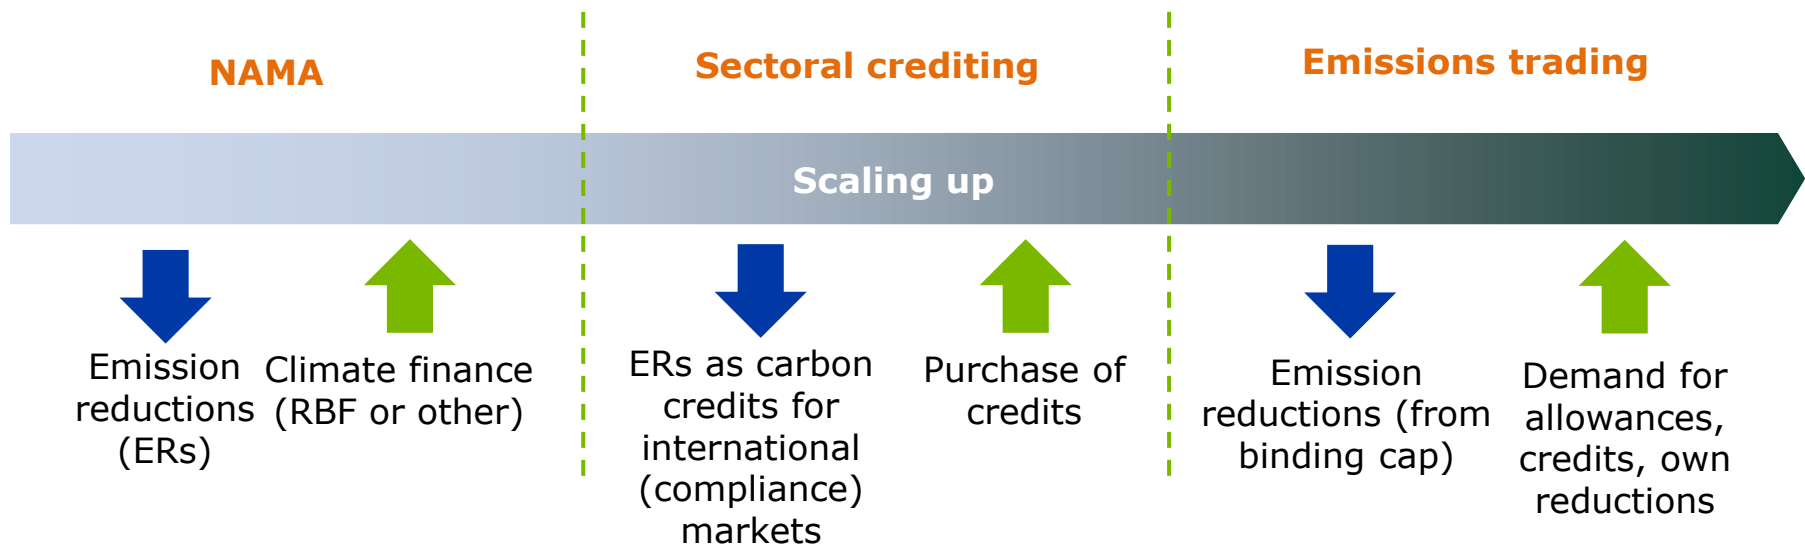 NAMA
Sectoral crediting
Emissions trading
Scaling up
Emission
reductions
(ERs)
Climate finance
(RBF or other)
ERs as carbon
credits for
international
(compliance)
markets
Purchase of
credits
Emission
reductions (from
binding cap)
Demand for
allowances,
credits, own
reductions